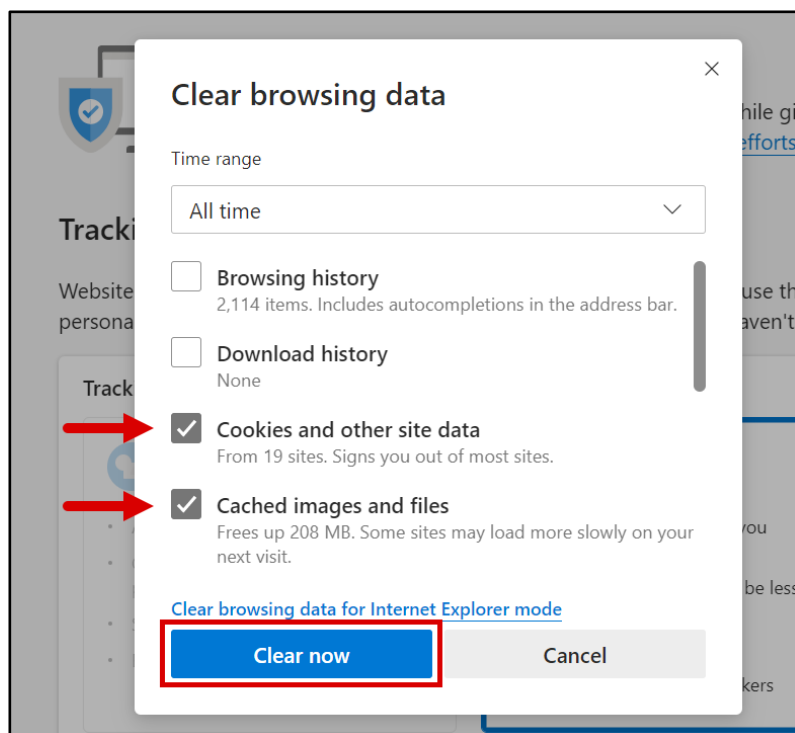 Clear browsing data
hile gi
efforts
Time range
All time
Tracki
Browsing history
2,114 items. Includes autocompletions in the address bar.
Website
use th
persona
aven't
Download history
None
Track
Cookies and other site data
From 19 sites. Signs you out of most sites.
Cached images and files
Frees up 208 MB. Some sites may load more slowly on your
next visit.
you
be less
Clear browsing data for Internet Explorer mode
Clear now
Cancel
kers